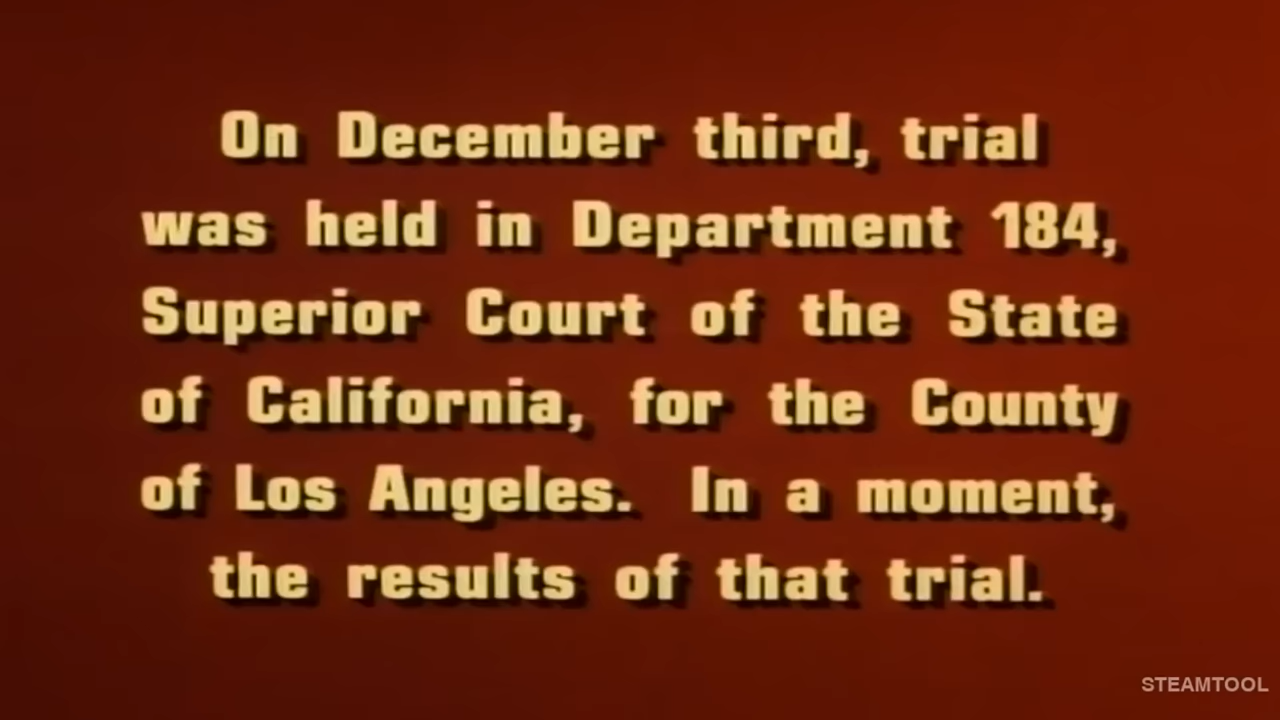 On December third, trial
was held in Department 184,
Superior Court of the State
of California, for the County
of Los Angeles. In a moment,
the results of that trial.
STEAMTOOL